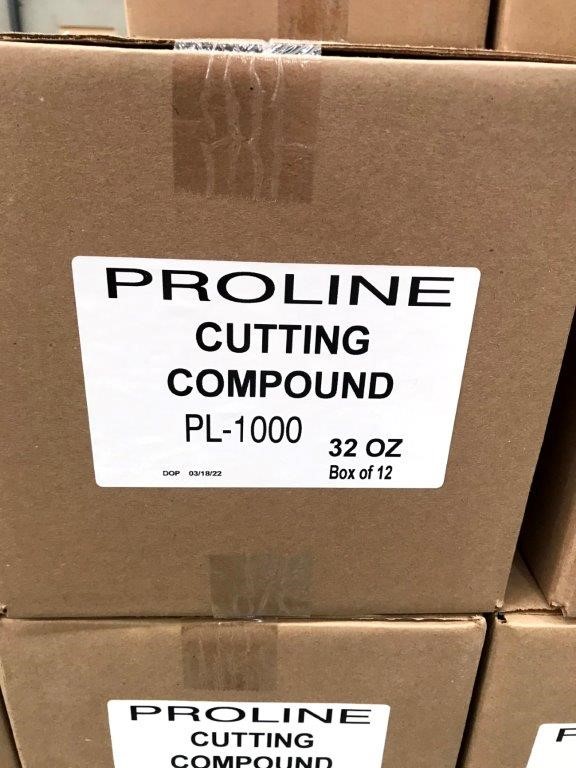 PROLINE
CUTTING
COMPOUND
PL-1000
32 OZ
DOP 03/18/22
Box of 12
PROLINE
CUTTING
COMPOUND